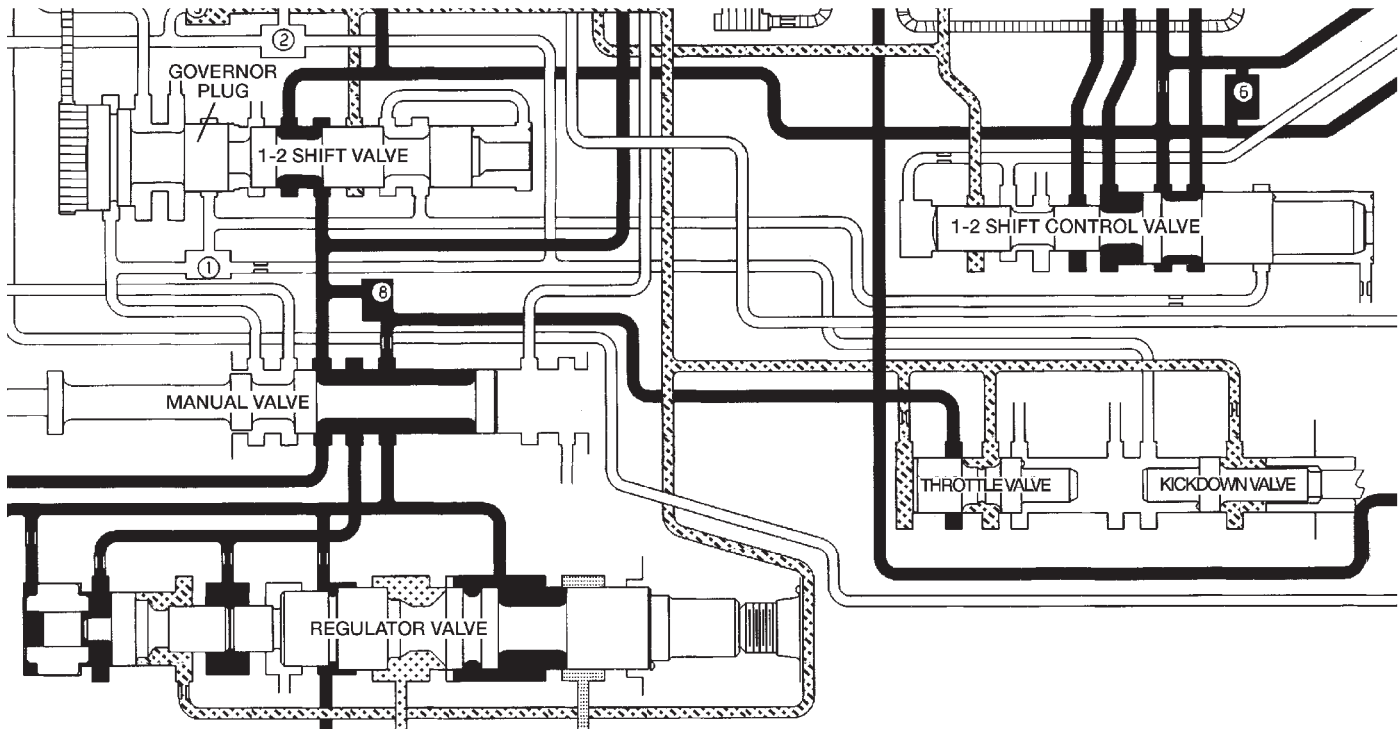 2
GOVERNOR
PLUG
6
1-2 SHIFT VALVE
1-2 SHIFT CONTROL VALVE
1
8
MANUAL VALVE
THROTTLE VALVE
KICKDOWN VALVE
REGULATOR VALVE